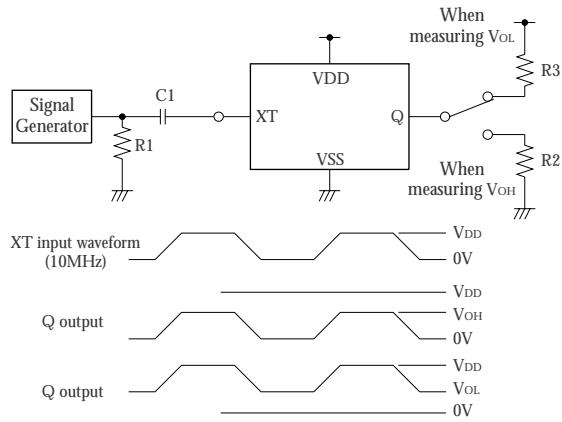 When
measuring VOL
R3
C1
VDD
Signal
Generator
XT
Q
R1
VSS
R2
When
measuring VOH
XT input waveform
(10MHz)
VDD
0V
VDD
Q output
VOH
0V
VDD
Q output
VOL
0V